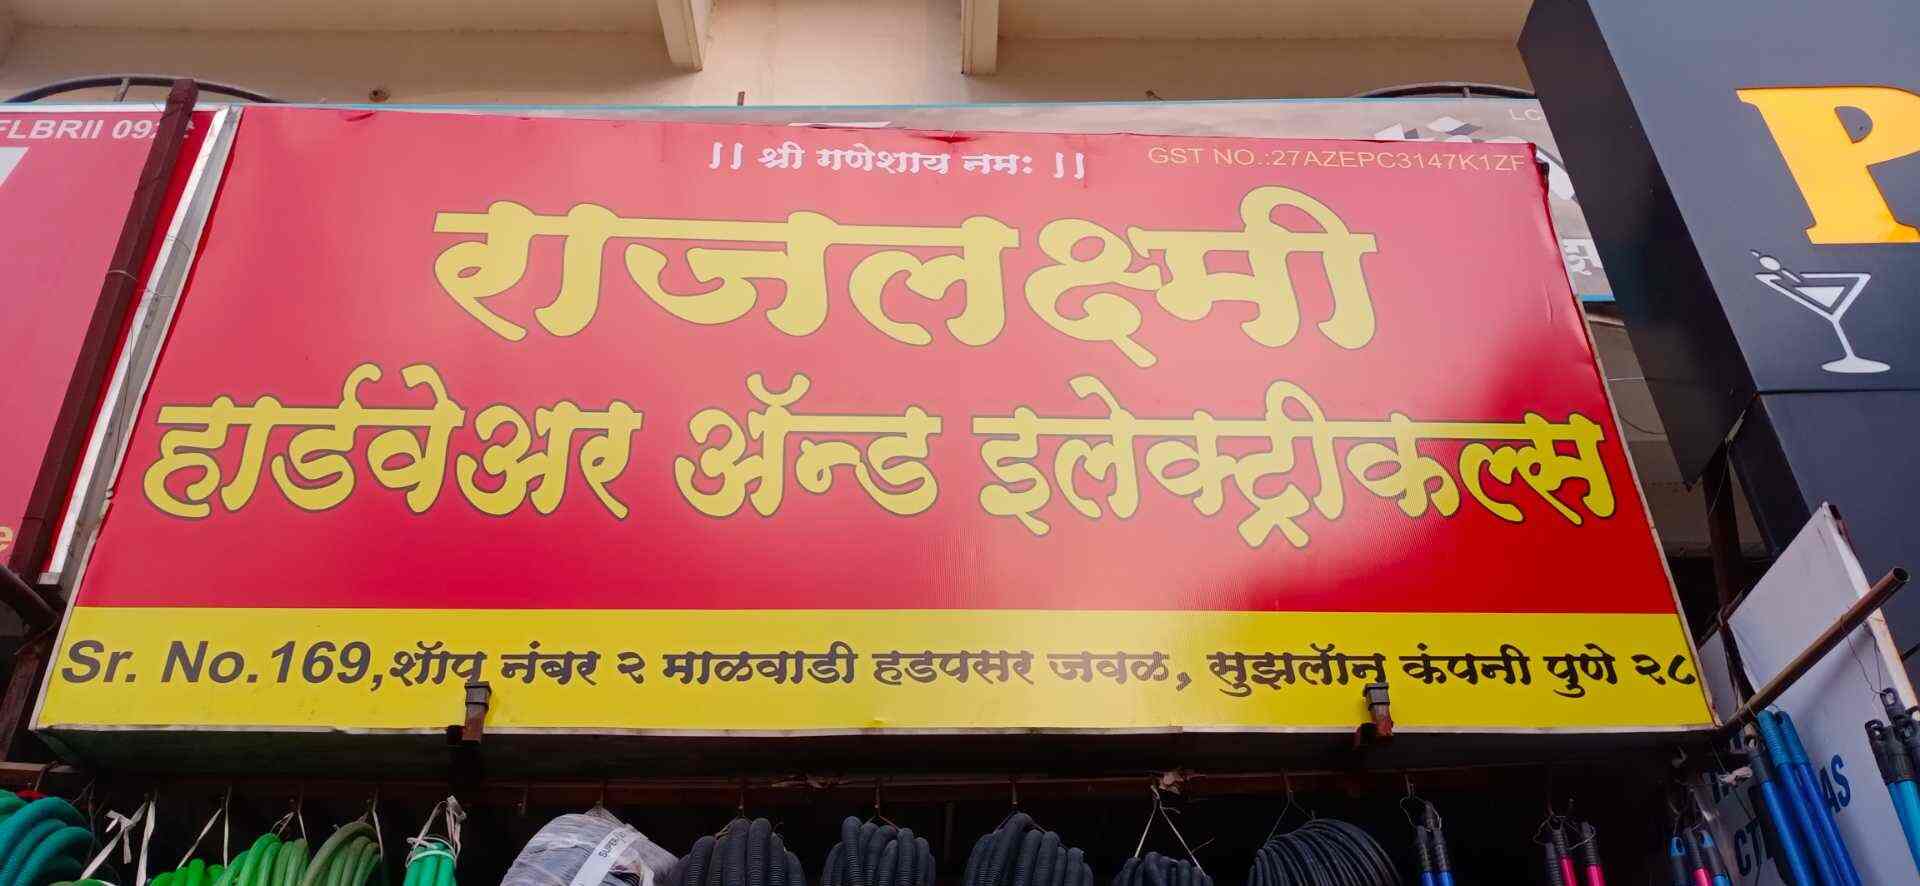 || श्री गणेशाय नमः ||
GST NO.:27AZEPC3147K1ZF
राजलक्ष्मी
हार्डवेअर ॲन्ड इलेक्ट्रीकल्स
Sr. No.169,शॉप नंबर २ माळवाडी हडपसर जवळ, सुझलॉन कंपनी पुणे २८
P